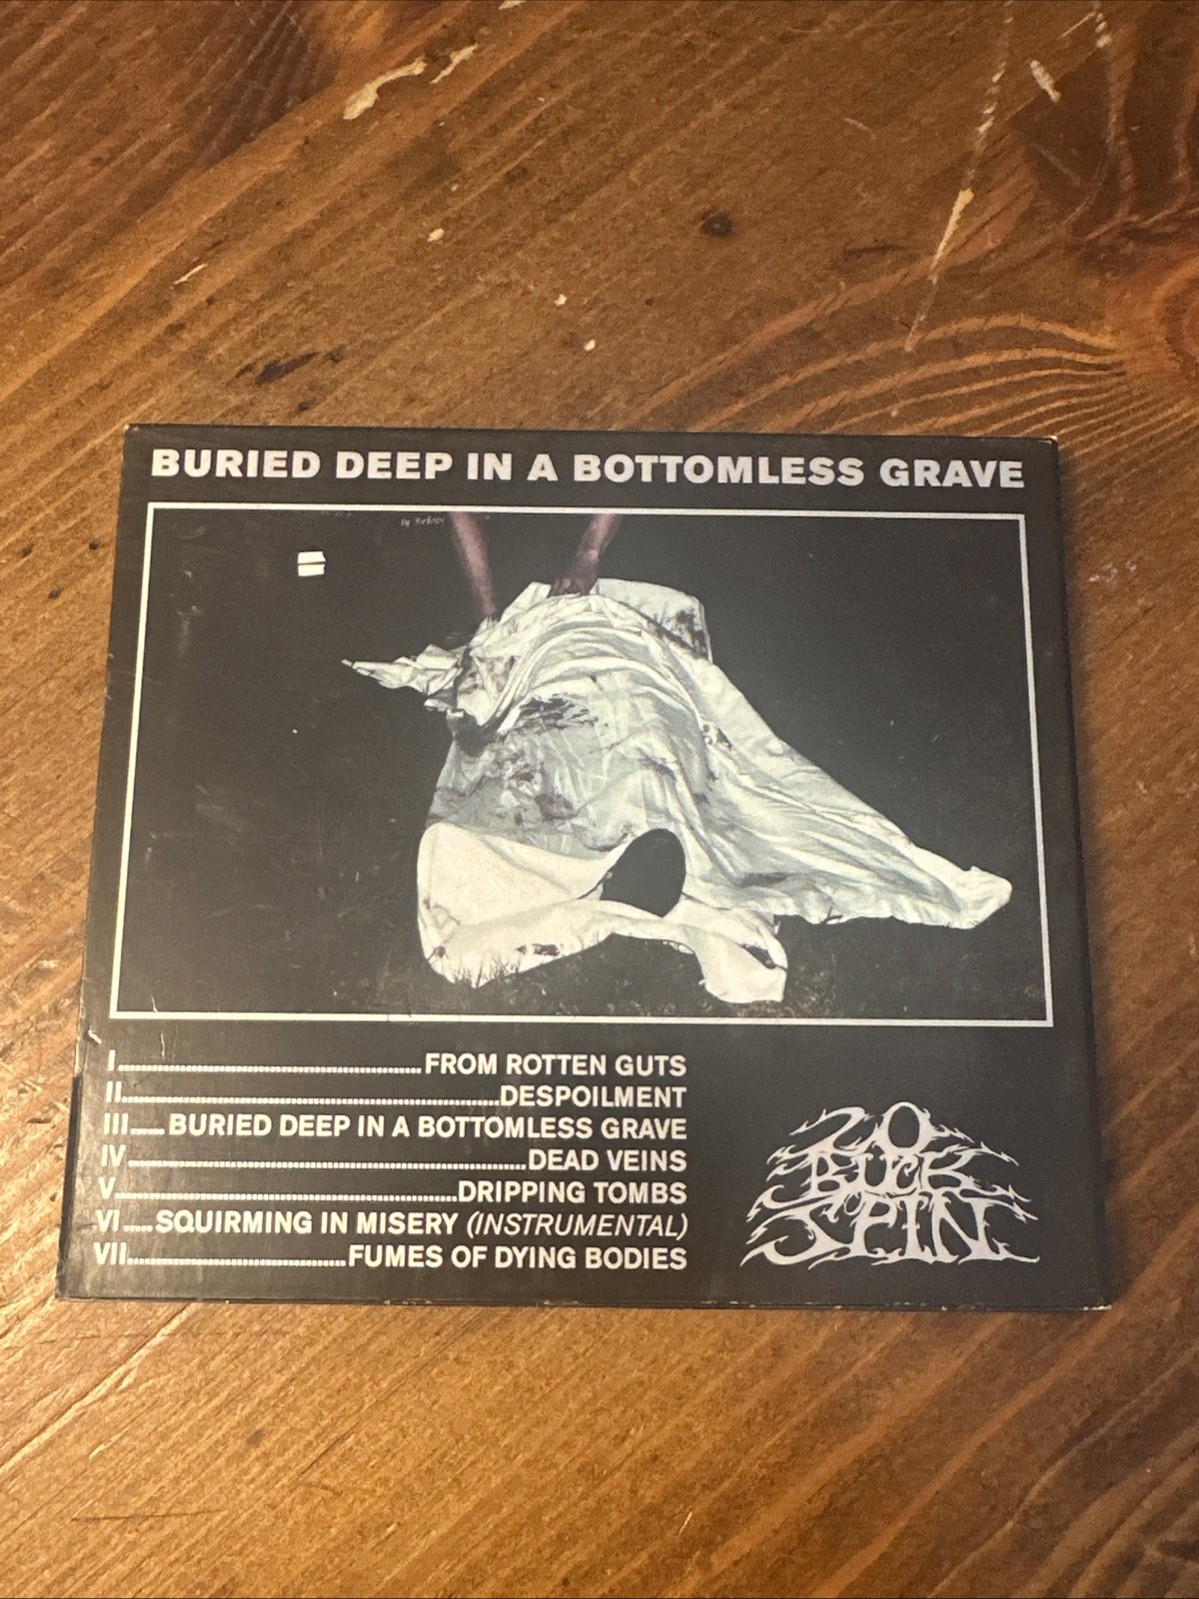 BURIED DEEP IN A BOTTOMLESS GRAVE
I FROM ROTTEN GUTS
II DESPOILMENT
III BURIED DEEP IN A BOTTOMLESS GRAVE
IV DEAD VEINS
V DRIPPING TOMBS
VI SQUIRMING IN MISERY (INSTRUMENTAL)
VII FUMES OF DYING BODIES
20
BUCK
SPIN